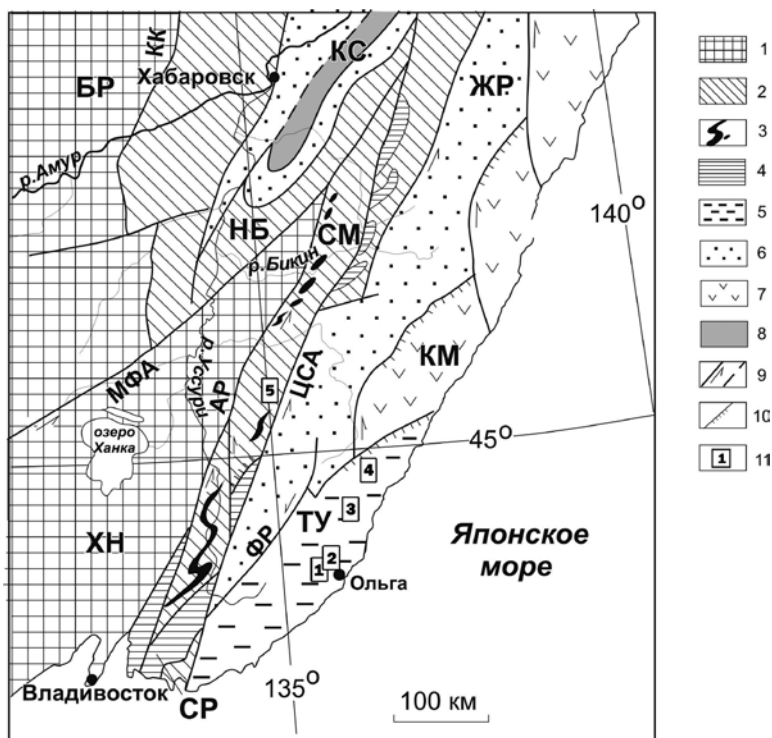 КК
КС
ЖР
БР
Хабаровск
р.Амур
140°
НБ
СМ
р.Бикин
КМ
МФА
р.Уссури
АР
ЦСА
5
озеро
Ханка
45°
4
3
ХН
ФР
ТУ
Японское
море
2
1
Ольга
Владивосток
135°
100 км
СР
1
2
3
4
5
6
7
8
9
10
1
11